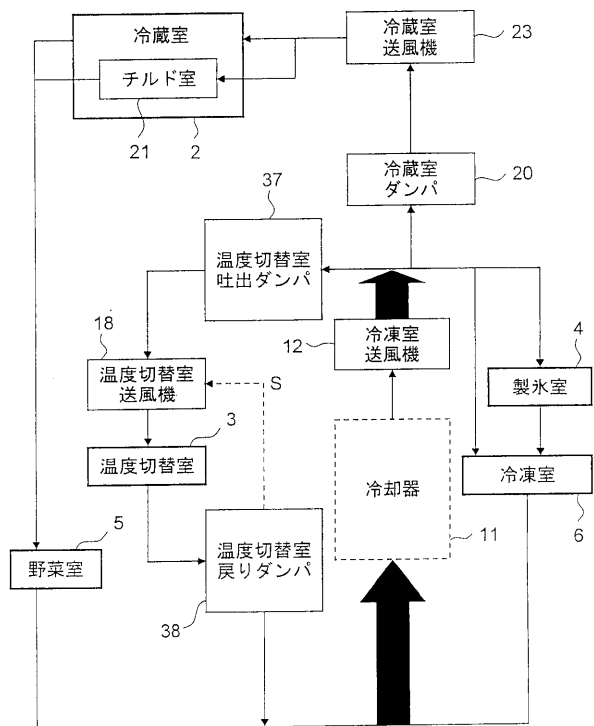 冷蔵室
チルド室
21
2
冷蔵室
送風機
23
冷蔵室
ダンパ
20
37
温度切替室
吐出ダンパ
18
温度切替室
送風機
S
12
冷凍室
送風機
4
製氷室
3
温度切替室
冷却器
11
冷凍室
6
5
野菜室
温度切替室
戻りダンパ
38